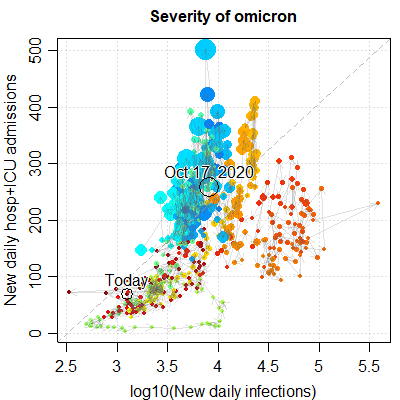 Severity of omicron
New daily hosp+ICU admissions
500
400
300
200
100
0
Oct 17, 2020
Today
2.5 3 3.5 4 4.5 5 5.5
log10(New daily infections)